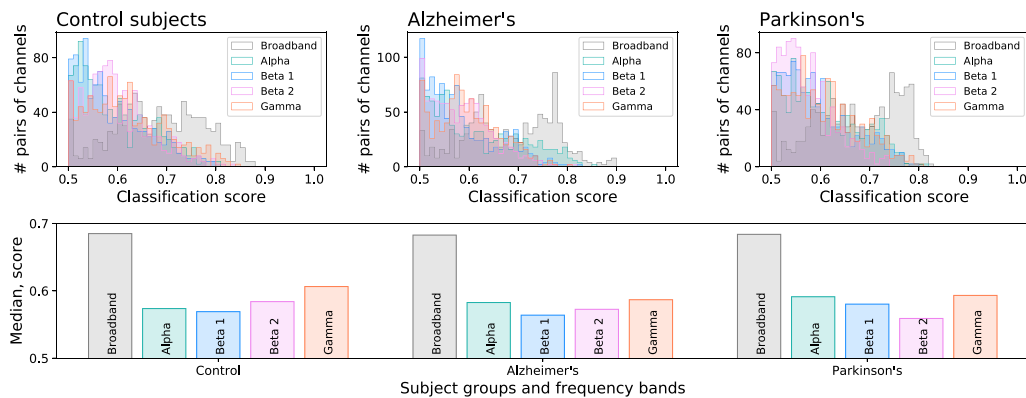 Control subjects
Alzheimer's
Parkinson's
# pairs of channels
80
40
0
Broadband
Alpha
Beta 1
Beta 2
Gamma
0.5 0.6 0.7 0.8 0.9 1.0
Classification score
# pairs of channels
100
50
0
Broadband
Alpha
Beta 1
Beta 2
Gamma
0.5 0.6 0.7 0.8 0.9 1.0
Classification score
# pairs of channels
80
40
0
Broadband
Alpha
Beta 1
Beta 2
Gamma
0.5 0.6 0.7 0.8 0.9 1.0
Classification score
Median, score
0.7
0.6
0.5
Broadband
Alpha
Beta 1
Beta 2
Gamma
Broadband
Alpha
Beta 1
Beta 2
Gamma
Broadband
Alpha
Beta 1
Beta 2
Gamma
Control
Alzheimer's
Parkinson's
Subject groups and frequency bands